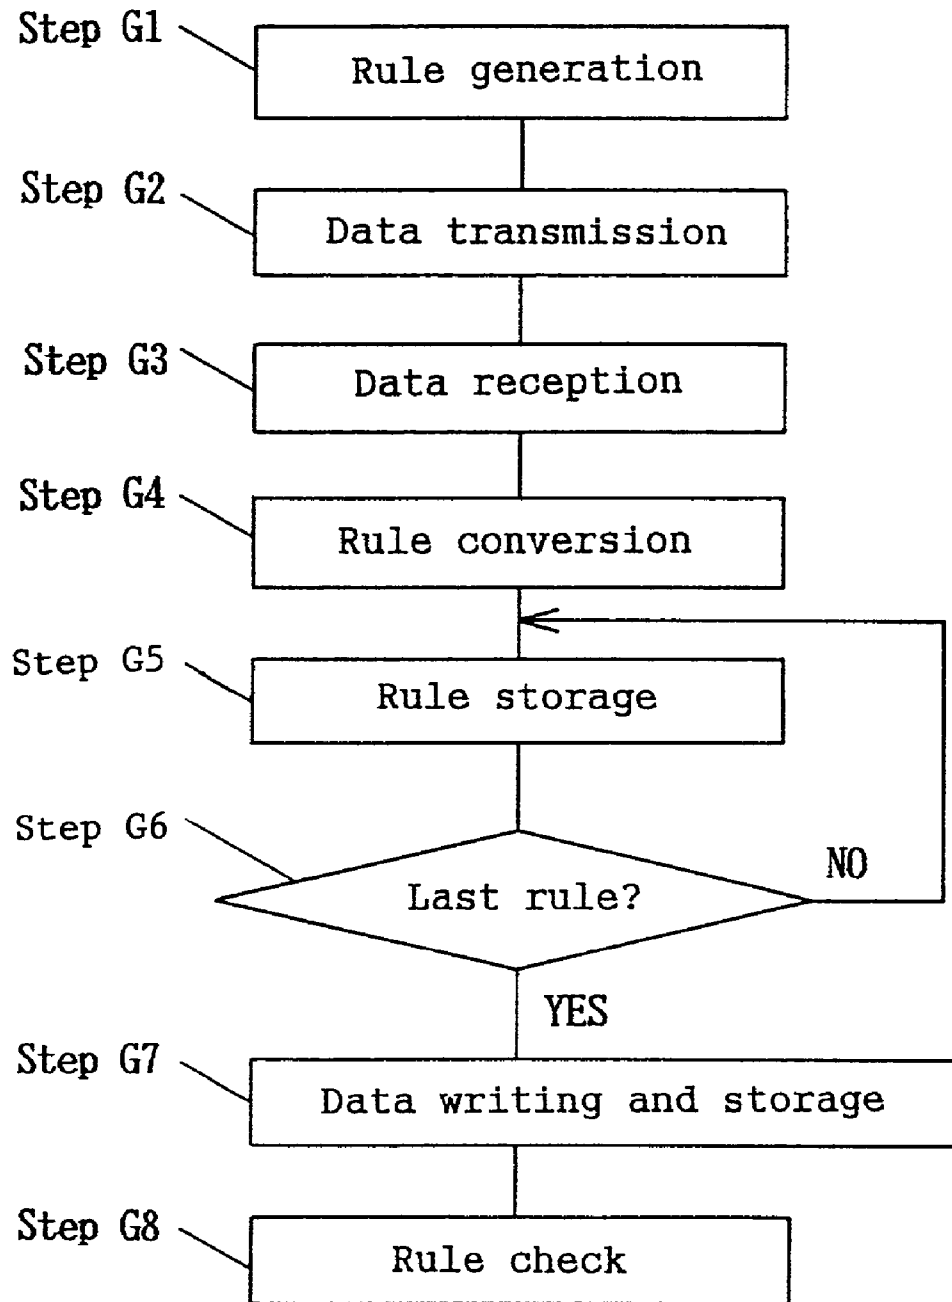 Step G1
Rule generation
Step G2
Data transmission
Step G3
Data reception
Step G4
Rule conversion
Step G5
Rule storage
Step G6
Last rule?
NO
YES
Step G7
Data writing and storage
Step G8
Rule check